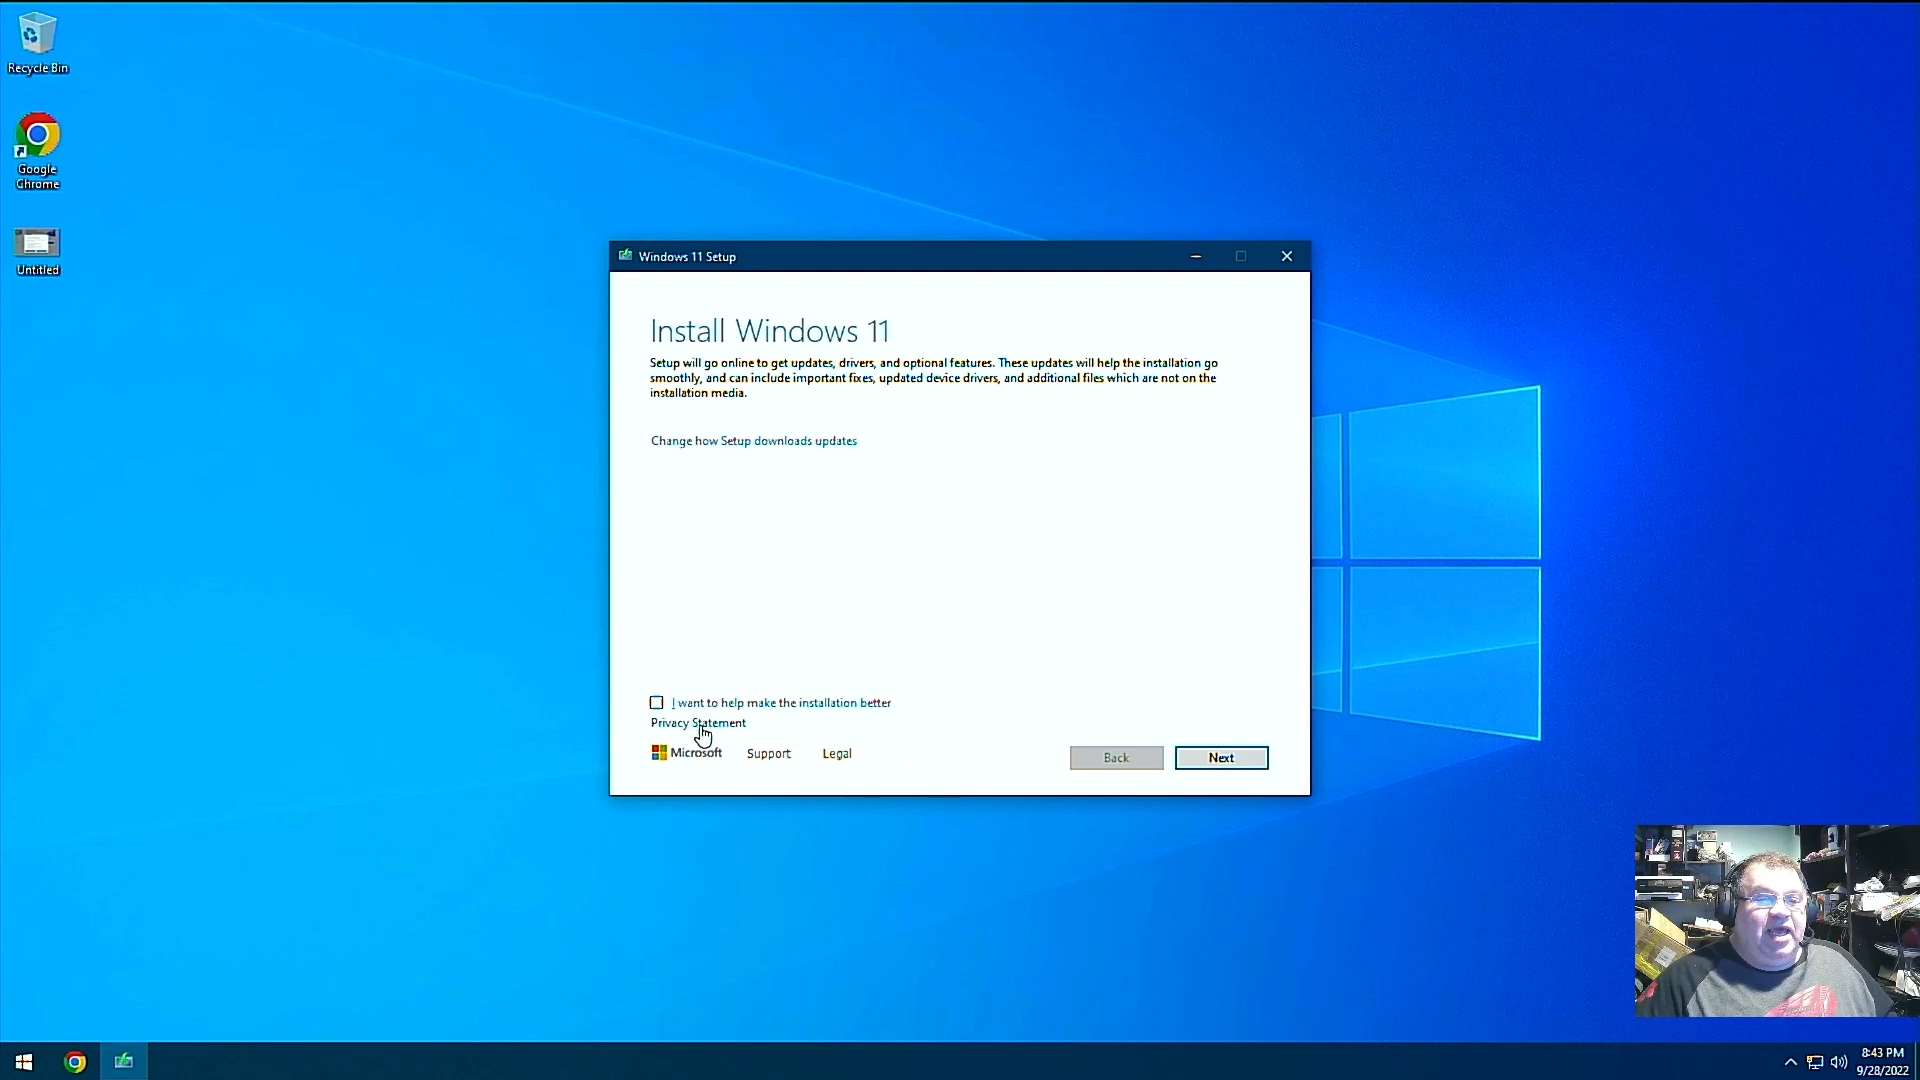 Recycle Bin
Google
Chrome
Untitled
Windows 11 Setup
Install Windows 11
Setup will go online to get updates, drivers, and optional features. These updates will help the installation go
smoothly, and can include important fixes, updated device drivers, and additional files which are not on the
installation media.
Change how Setup downloads updates
I want to help make the installation better
Privacy Statement
Microsoft
Support
Legal
Back
Next
8:43 PM
9/28/2022